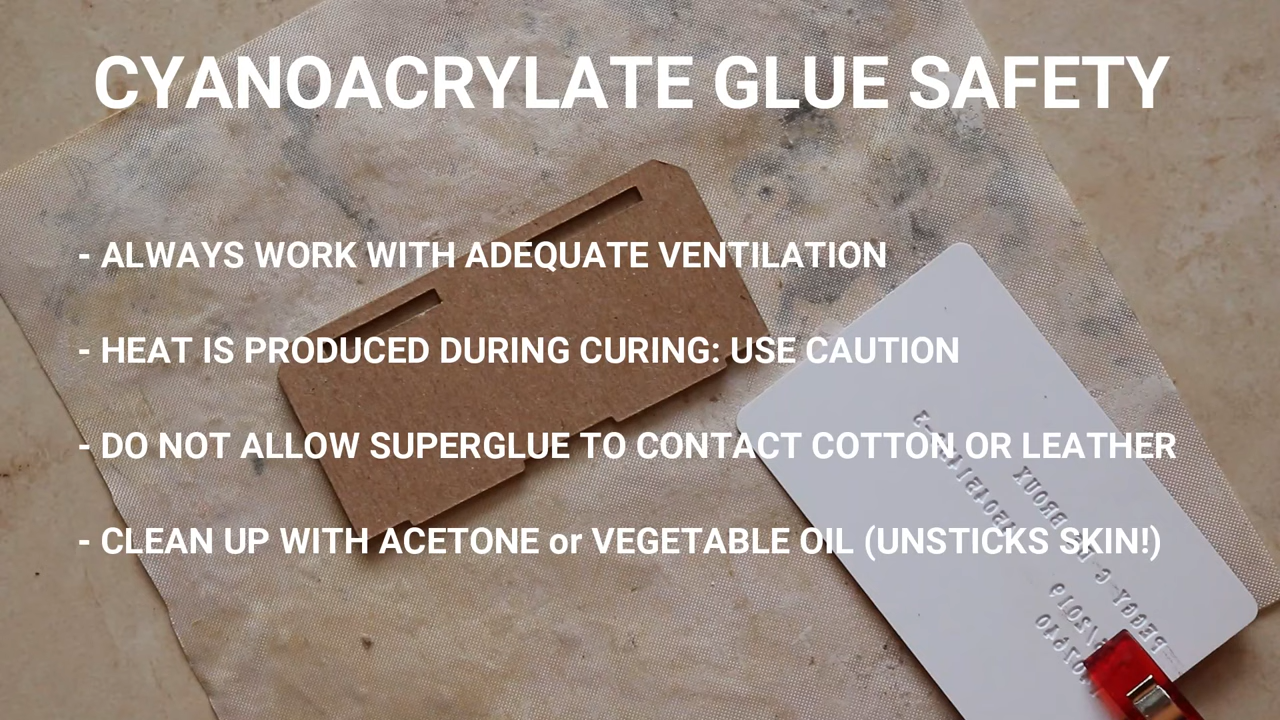 CYANOACRYLATE GLUE SAFETY
- ALWAYS WORK WITH ADEQUATE VENTILATION
- HEAT IS PRODUCED DURING CURING: USE CAUTION
- DO NOT ALLOW SUPERGLUE TO CONTACT COTTON OR LEATHER
- CLEAN UP WITH ACETONE or VEGETABLE OIL (UNSTICKS SKIN!)